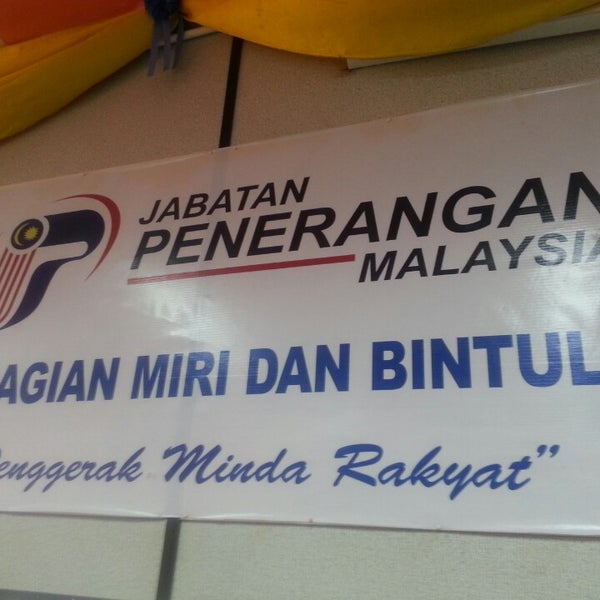 JABATAN
PENERANGAN
MALAYSIA
AGIAN MIRI DAN BINTUL
enggerak Minda Rakyat"